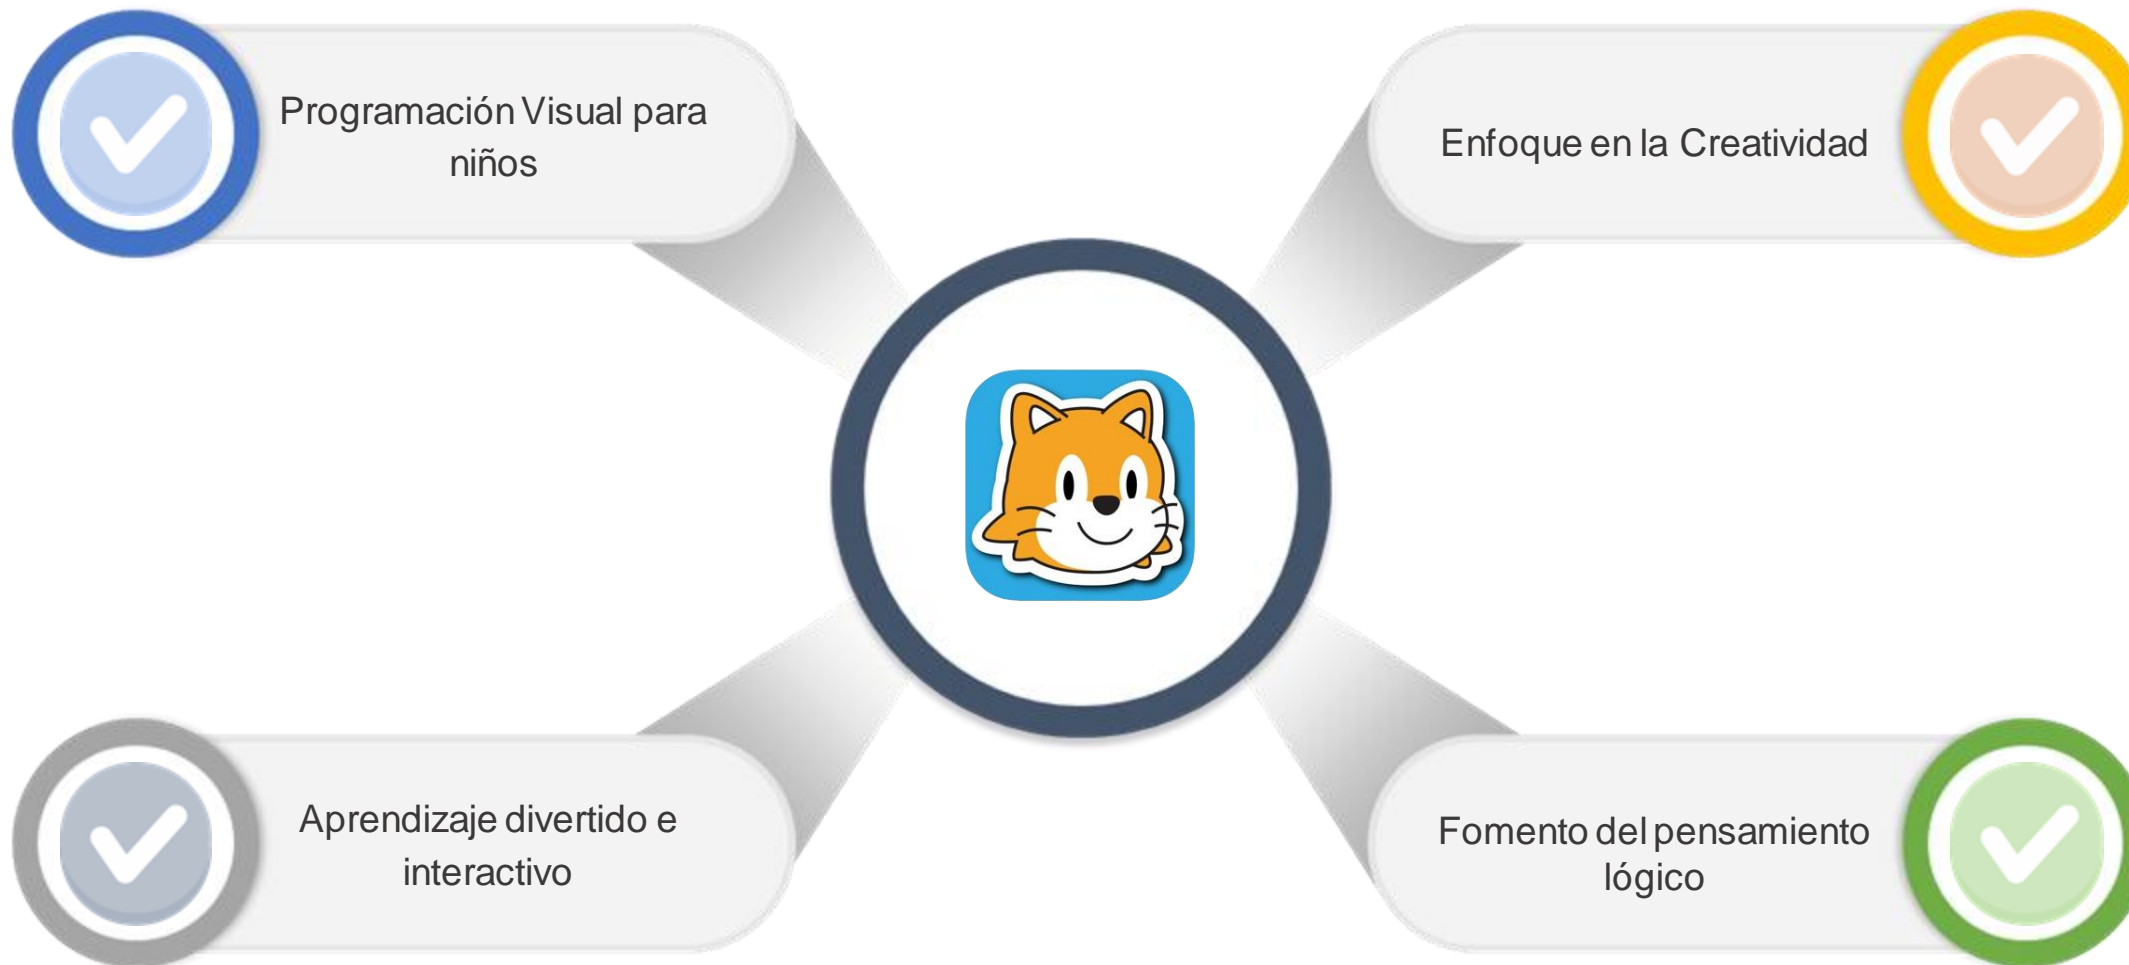 Programación Visual para
niños
Enfoque en la Creatividad
Aprendizaje divertido e
interactivo
Fomento del pensamiento
lógico